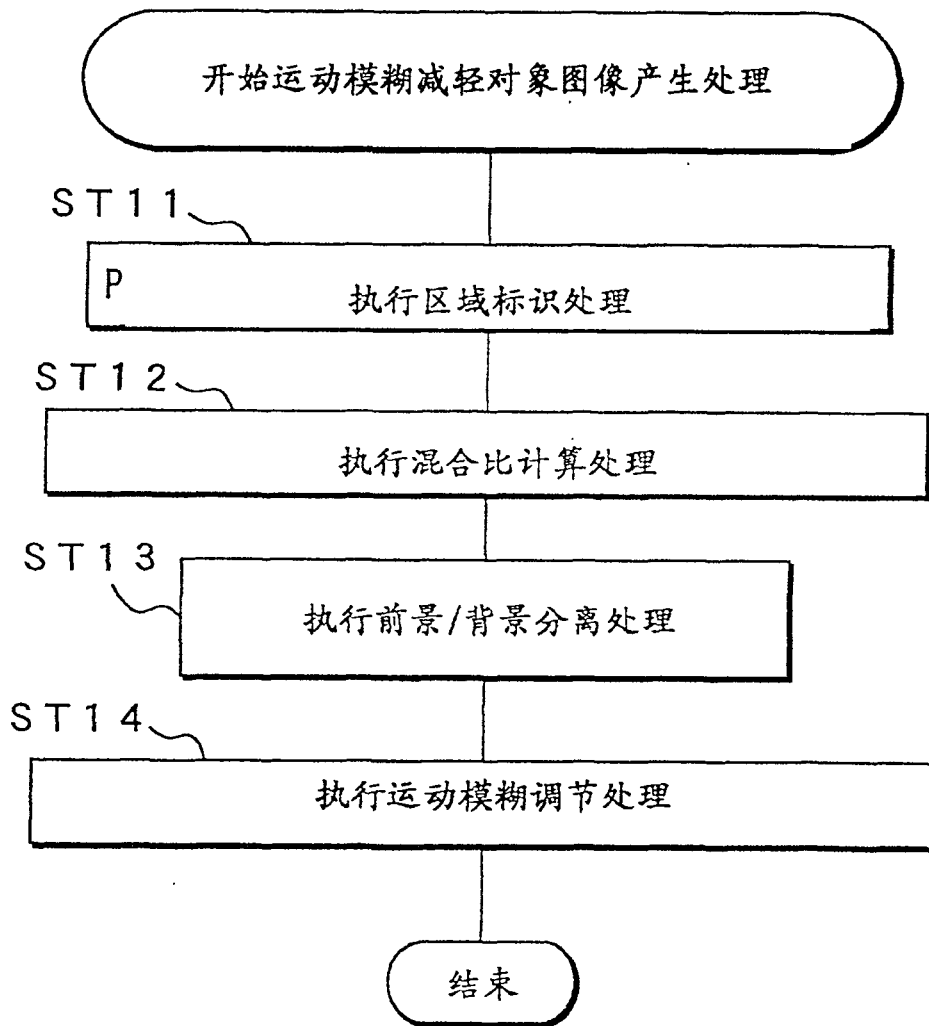 开始运动模糊减轻对象图像产生处理
ST11
P
执行区域标识处理
ST12
执行混合比计算处理
ST13
执行前景/背景分离处理
ST14
执行运动模糊调节处理
结束